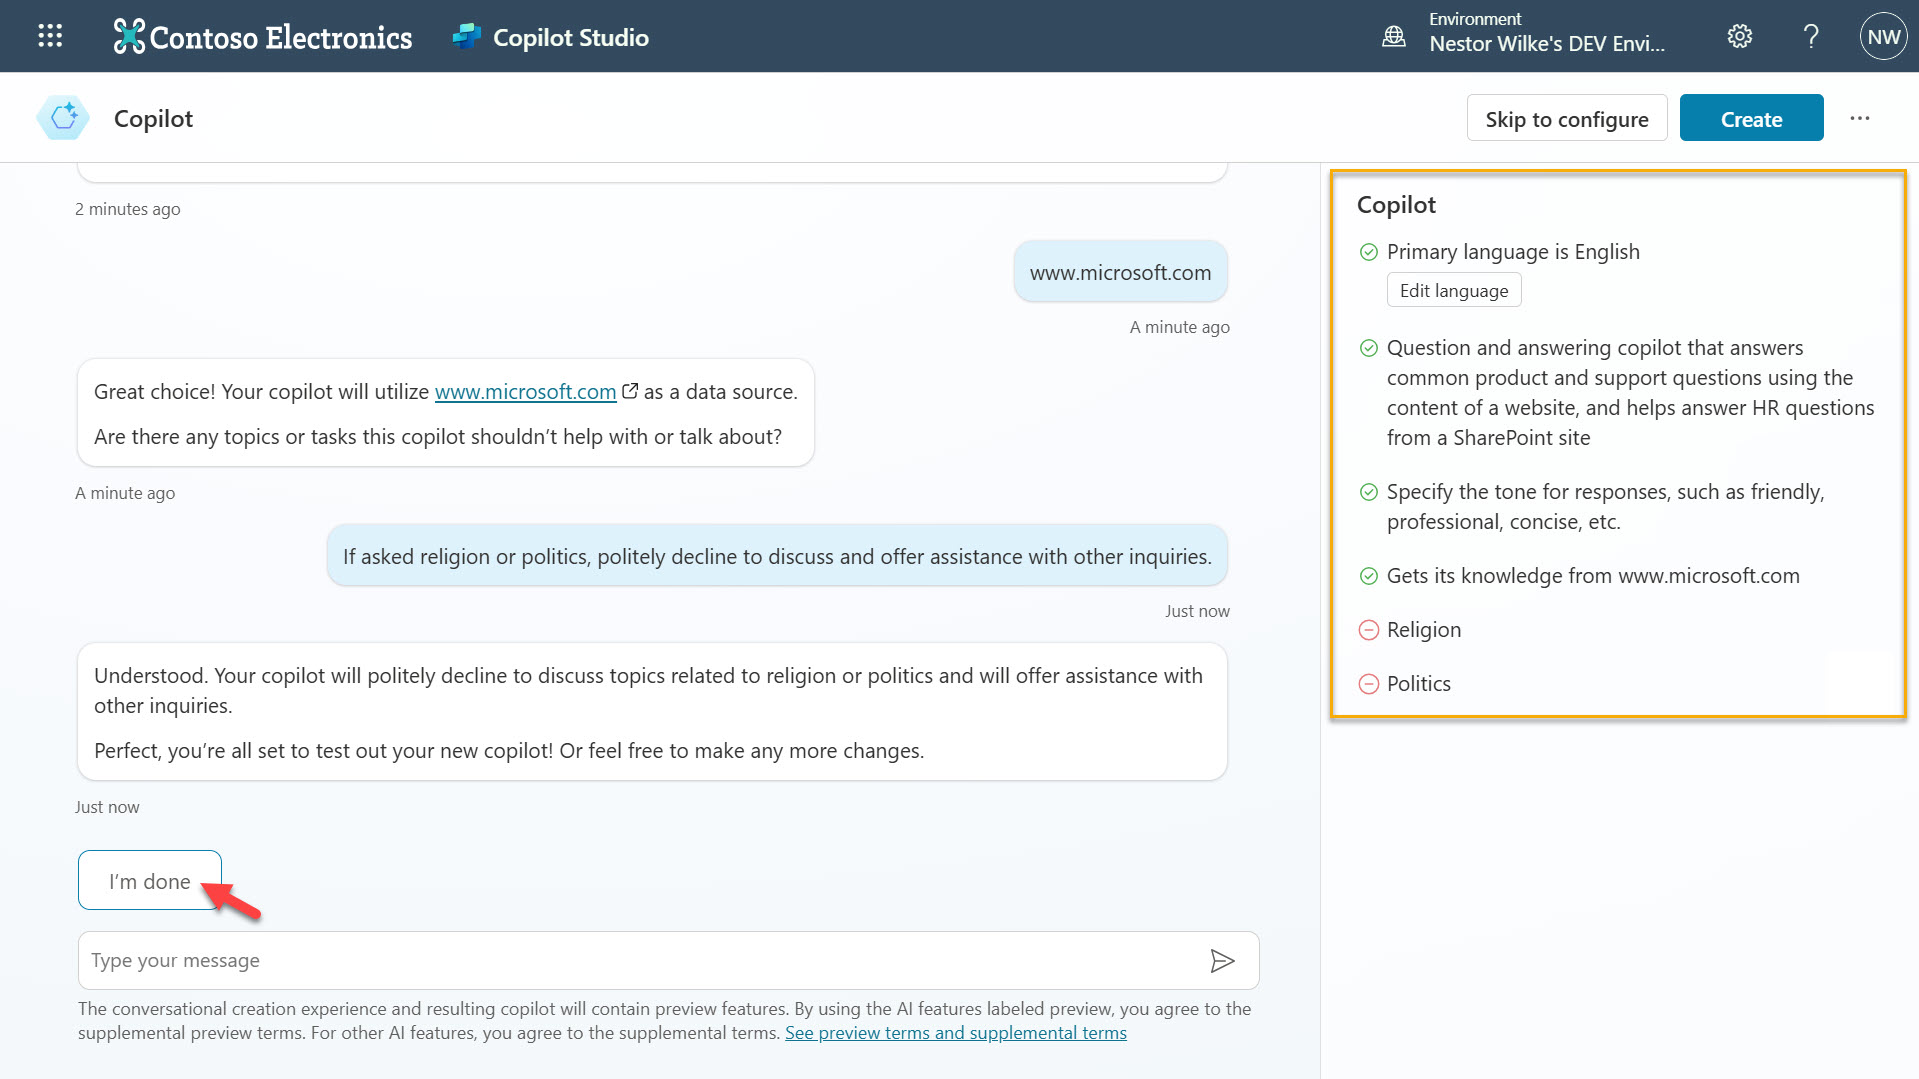 Contoso Electronics
Copilot Studio
Environment
Nestor Wilke's DEV Envi...
?
NW
Copilot
Skip to configure
Create
...
2 minutes ago
www.microsoft.com
A minute ago
Great choice! Your copilot will utilize www.microsoft.com as a data source.
Are there any topics or tasks this copilot shouldn’t help with or talk about?
A minute ago
If asked religion or politics, politely decline to discuss and offer assistance with other inquiries.
Just now
Understood. Your copilot will politely decline to discuss topics related to religion or politics and will offer assistance with
other inquiries.
Perfect, you’re all set to test out your new copilot! Or feel free to make any more changes.
Just now
I’m done
Type your message
The conversational creation experience and resulting copilot will contain preview features. By using the AI features labeled preview, you agree to the
supplemental preview terms. For other AI features, you agree to the supplemental terms. See preview terms and supplemental terms
Copilot
Primary language is English
Edit language
Question and answering copilot that answers
common product and support questions using the
content of a website, and helps answer HR questions
from a SharePoint site
Specify the tone for responses, such as friendly,
professional, concise, etc.
Gets its knowledge from www.microsoft.com
Religion
Politics